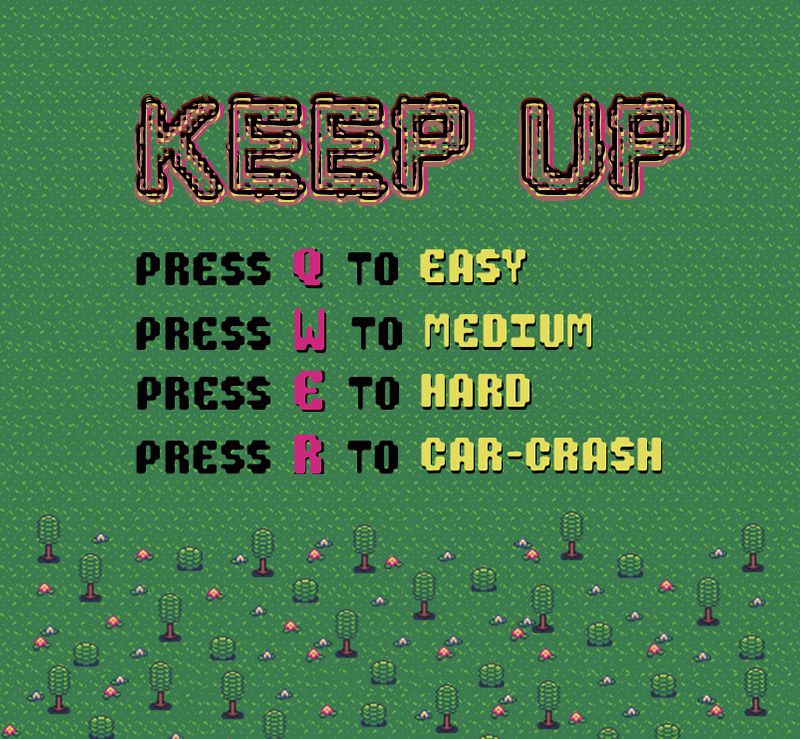 KEEP UP
PRESS Q TO EASY
PRESS W TO MEDIUM
PRESS E TO HARD
PRESS R TO CAR-CRASH